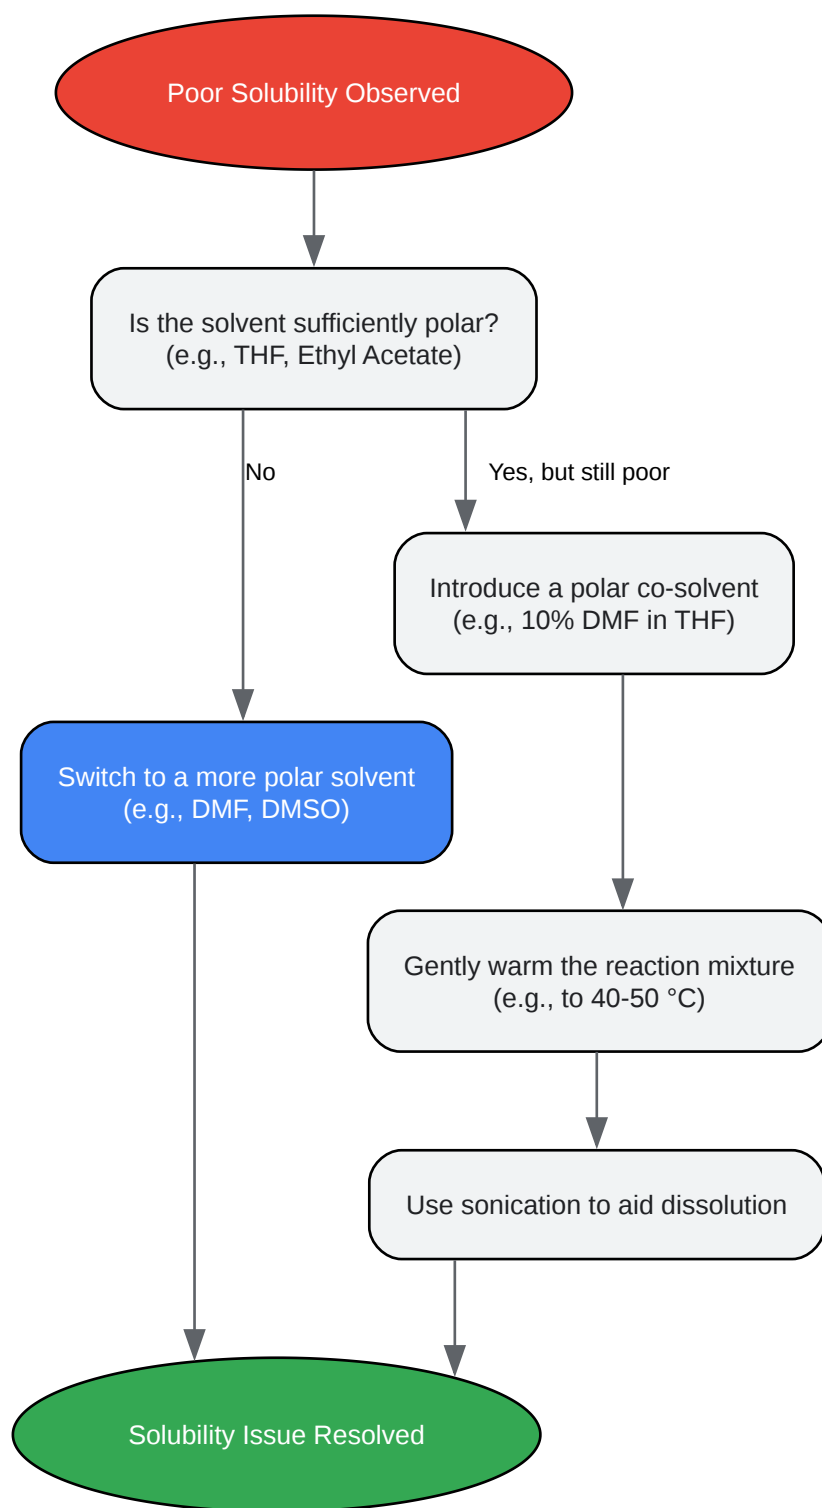 Poor Solubility Observed
Is the solvent sufficiently polar?
(e.g., THF, Ethyl Acetate)
No
Yes, but still poor
Introduce a polar co-solvent
(e.g., 10% DMF in THF)
Switch to a more polar solvent
(e.g., DMF, DMSO)
Gently warm the reaction mixture
(e.g., to 40-50 °C)
Use sonication to aid dissolution
Solubility Issue Resolved